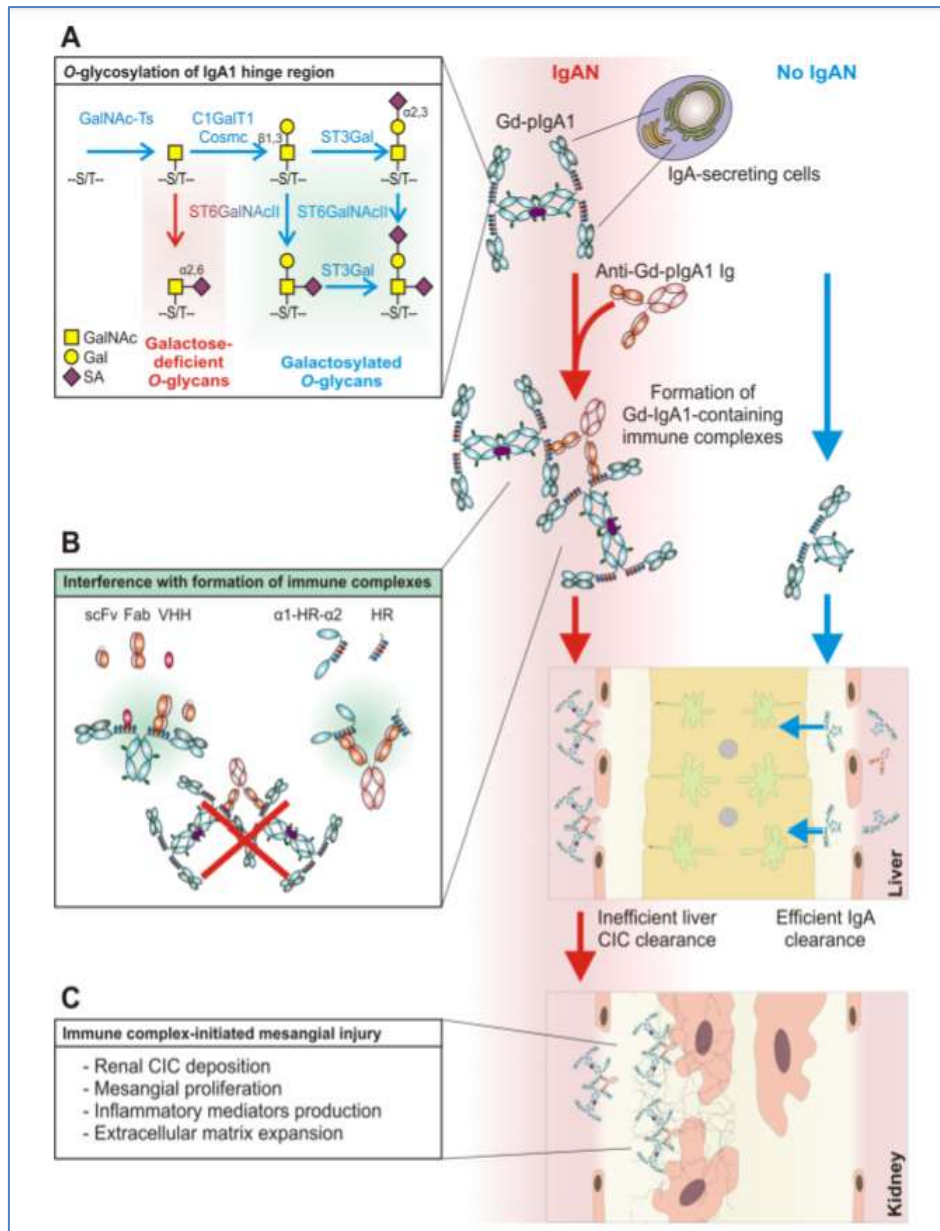 A
O-glycosylation of IgA1 hinge region
GalNAc-Ts
C1GalT1
Cosmc
β1,3
ST3Gal
α2,3
--S/T--
--S/T--
--S/T--
--S/T--
ST6GalNAcII
ST6GalNAcII
α2,6
ST3Gal
--S/T--
--S/T--
--S/T--
GalNAc
Gal
SA
Galactose-
deficient
O-glycans
Galactosylated
O-glycans
IgAN
No IgAN
Gd-pIgA1
IgA-secreting cells
Anti-Gd-pIgA1 Ig
Formation of
Gd-IgA1-containing
immune complexes
B
Interference with formation of immune complexes
scFv Fab VHH
α1-HR-α2
HR
Liver
Inefficient liver
CIC clearance
Efficient IgA
clearance
C
Immune complex-initiated mesangial injury
- Renal CIC deposition
- Mesangial proliferation
- Inflammatory mediators production
- Extracellular matrix expansion
Kidney